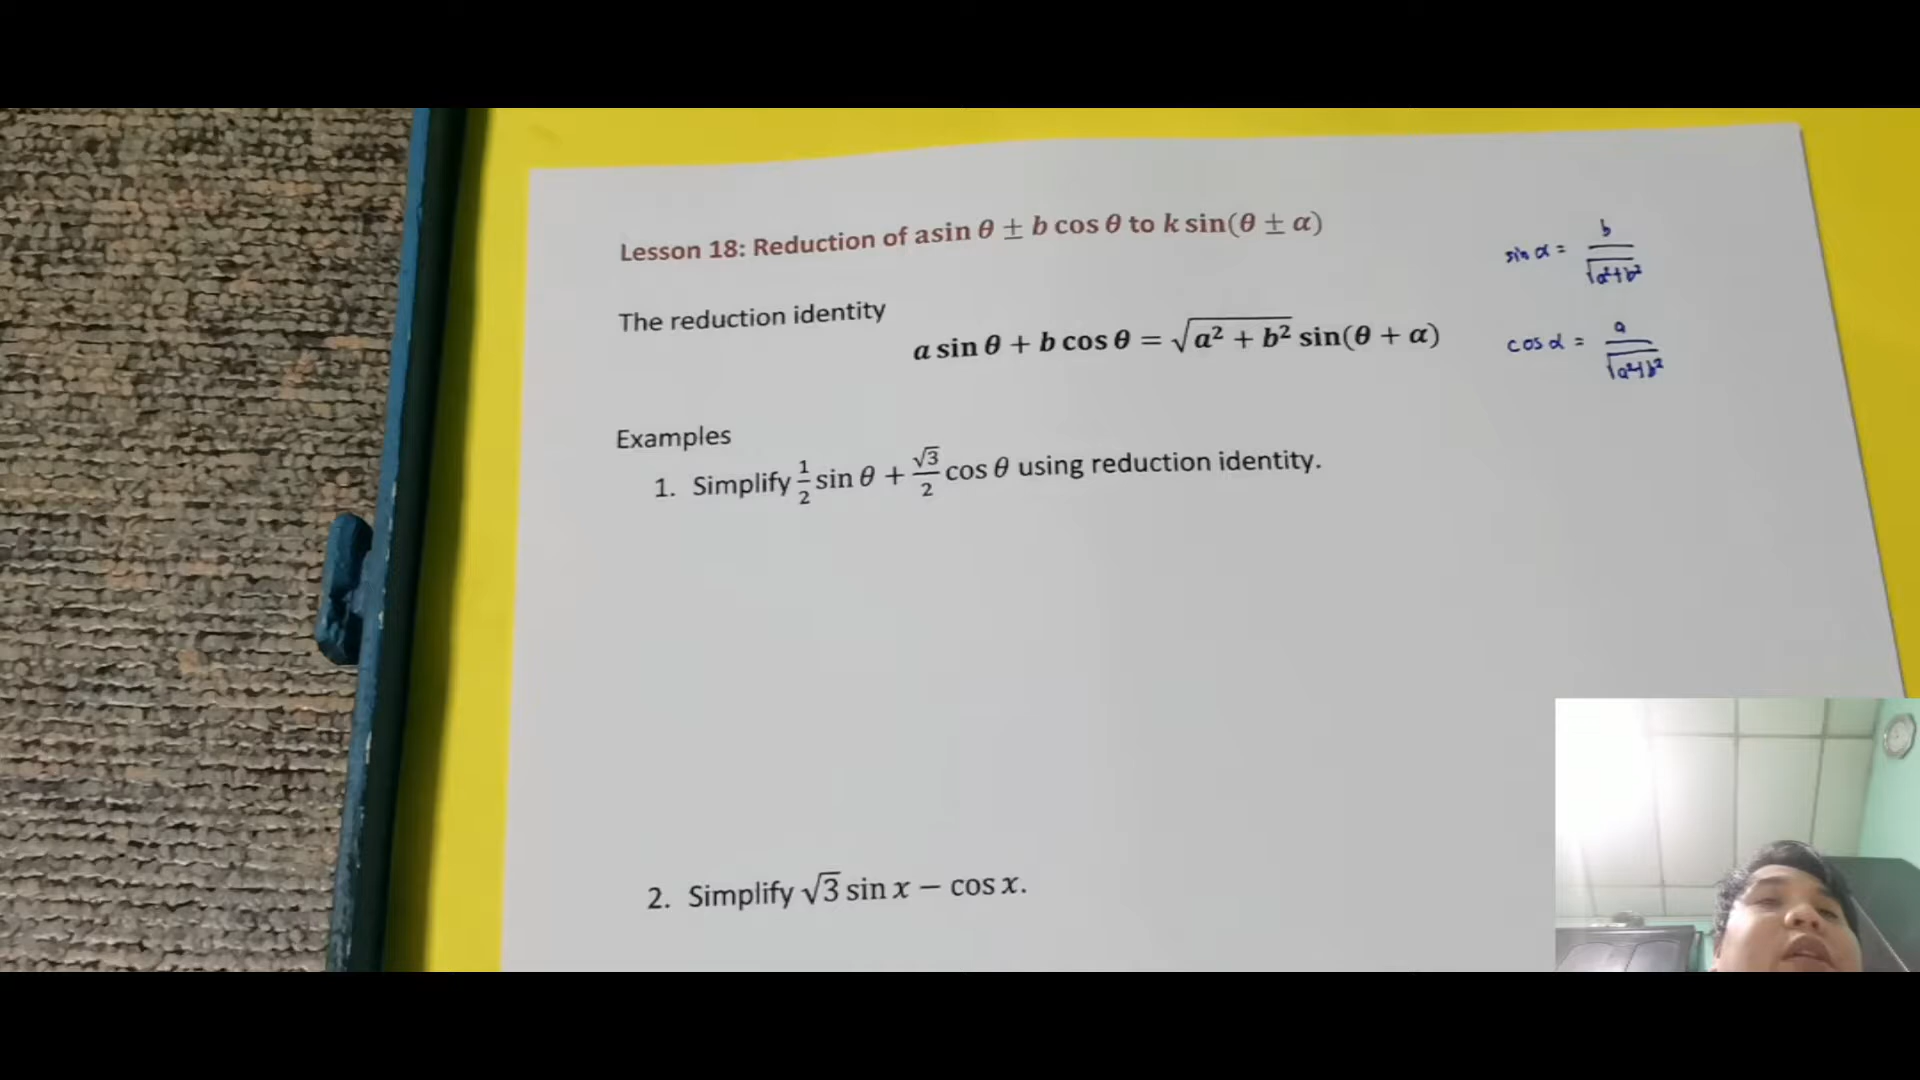 Lesson 18: Reduction of asin θ ± b cos θ to k sin(θ ± α)
sin α = b / √a²+b²
The reduction identity
a sin θ + b cos θ = √a² + b² sin(θ + α)
cos α = a / √a²+b²
Examples
1. Simplify 1/2 sin θ + √3/2 cos θ using reduction identity.
2. Simplify √3 sin x − cos x.